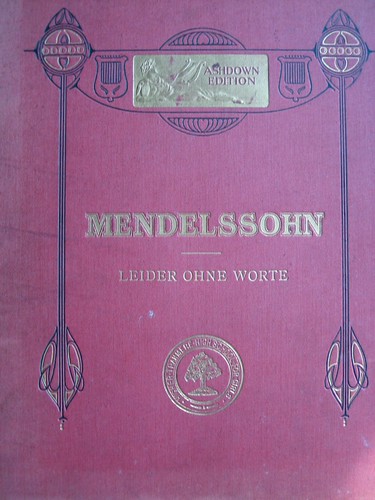 ASHDOWN
EDITION
MENDELSSOHN
LEIDER OHNE WORTE